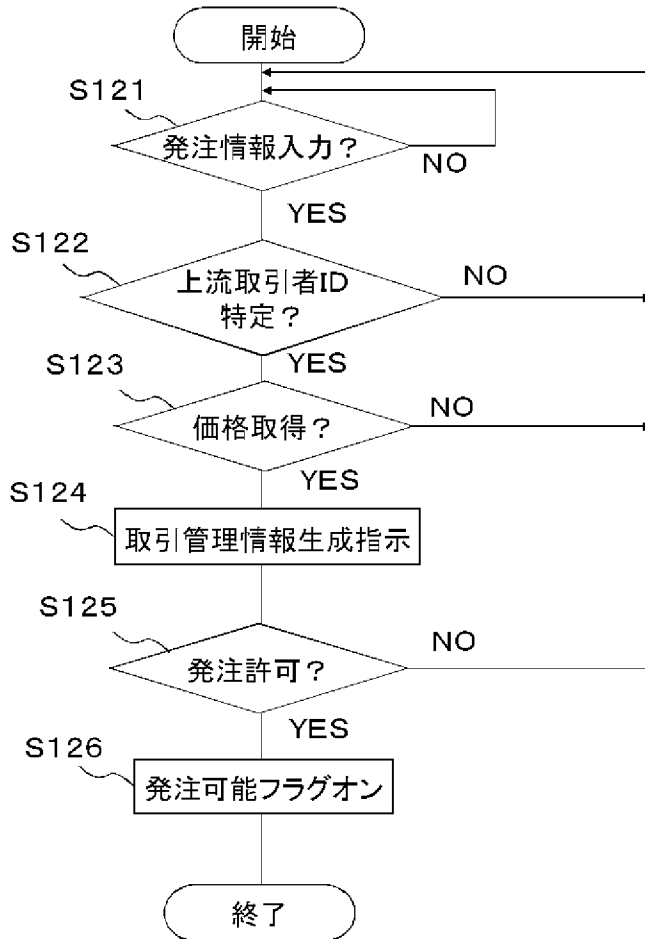 開始
S121
発注情報入力?
NO
YES
S122
上流取引者ID
特定?
NO
YES
S123
価格取得?
NO
YES
S124
取引管理情報生成指示
S125
発注許可?
NO
YES
S126
発注可能フラグオン
終了